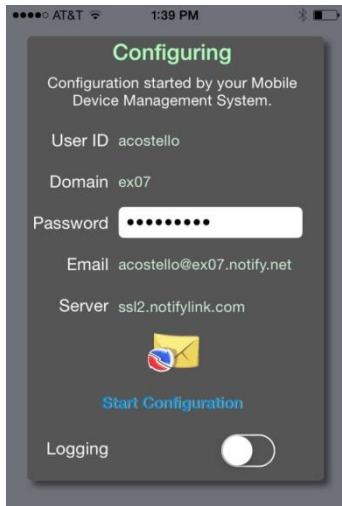 AT&T 1:39 PM
Configuring
Configuration started by your Mobile
Device Management System.
User ID acostello
Domain ex07
Password •••••••••
Email acostello@ex07.notify.net
Server ssl2.notifylink.com
Start Configuration
Logging